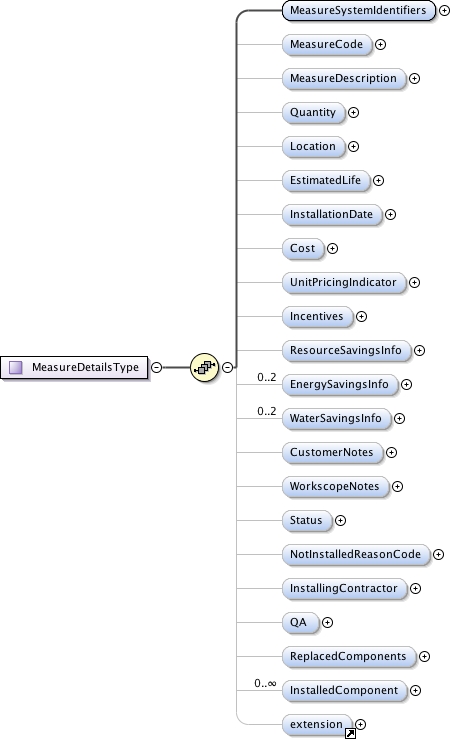 MeasureSystemIdentifiers
MeasureCode
MeasureDescription
Quantity
Location
EstimatedLife
InstallationDate
Cost
UnitPricingIndicator
Incentives
ResourceSavingsInfo
MeasureDetailsType
0..2 EnergySavingsInfo
0..2 WaterSavingsInfo
CustomerNotes
WorkscopeNotes
Status
NotInstalledReasonCode
InstallingContractor
QA
ReplacedComponents
0..∞ InstalledComponent
extension